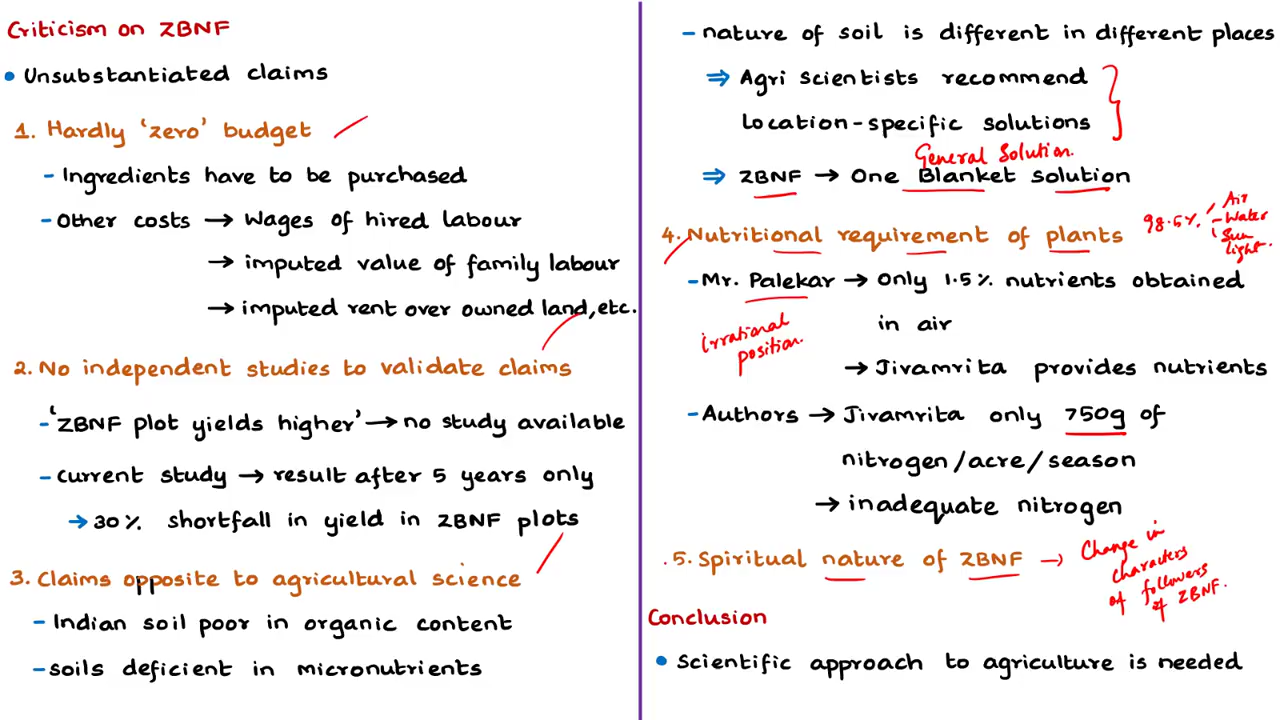 Criticism on ZBNF
• Unsubstantiated claims
1. Hardly 'zero' budget
- Ingredients have to be purchased
- Other costs → Wages of hired labour
→ imputed value of family labour
→ imputed rent over owned land, etc.
2. No independent studies to validate claims
- 'ZBNF plot yields higher' → no study available
- current study → result after 5 years only
→ 30% shortfall in yield in ZBNF plots
3. Claims opposite to agricultural science
- Indian soil poor in organic content
- soils deficient in micronutrients
- nature of soil is different in different places
⇒ Agri scientists recommend
location-specific solutions
General Solution.
⇒ ZBNF → One Blanket solution
4. Nutritional requirement of plants
98.5% Air
- Water
Sun
light.
- Mr. Palekar → Only 1.5% nutrients obtained
in air
irrational
position.
→ Jivamrita provides nutrients
- Authors → Jivamrita only 750g of
nitrogen/acre/season
→ inadequate nitrogen
5. Spiritual nature of ZBNF → Change in
characters
of followers
of ZBNF.
Conclusion
• Scientific approach to agriculture is needed